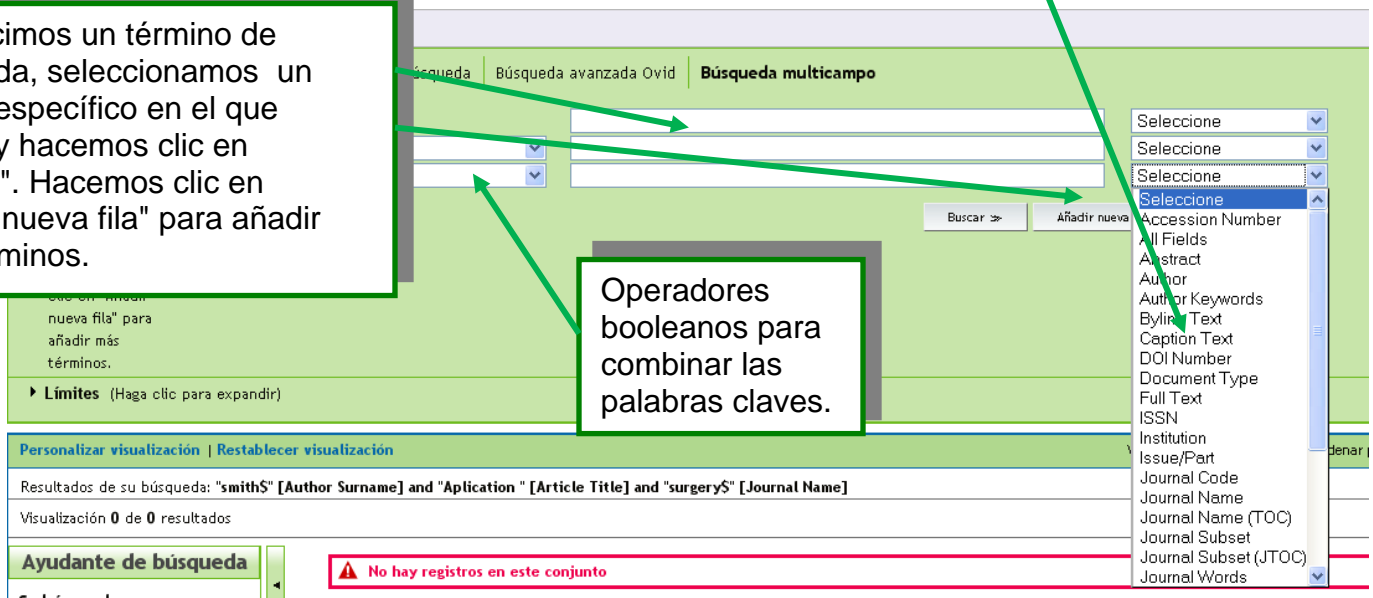 cimos un término de
da, seleccionamos un
específico en el que
y hacemos clic en
". Hacemos clic en
nueva fila" para añadir
minos.
úsqueda | Búsqueda avanzada Ovid | Búsqueda multicampo
Seleccione
Seleccione
Seleccione
Buscar >> Añadir nueva
Seleccione
Accession Number
All Fields
Abstract
Author
Author Keywords
Byline Text
Caption Text
DOI Number
Document Type
Full Text
ISSN
Institution
Issue/Part
Journal Code
Journal Name
Journal Name (TOC)
Journal Subset
Journal Subset (JTOC)
Journal Words
Operadores
booleanos para
combinar las
palabras claves.
nueva fila" para
añadir más
términos.
Límites (Haga clic para expandir)
Personalizar visualización | Restablecer visualización
denar
Resultados de su búsqueda: "smith$" [Author Surname] and "Aplication " [Article Title] and "surgery$" [Journal Name]
Visualización 0 de 0 resultados
Ayudante de búsqueda
No hay registros en este conjunto